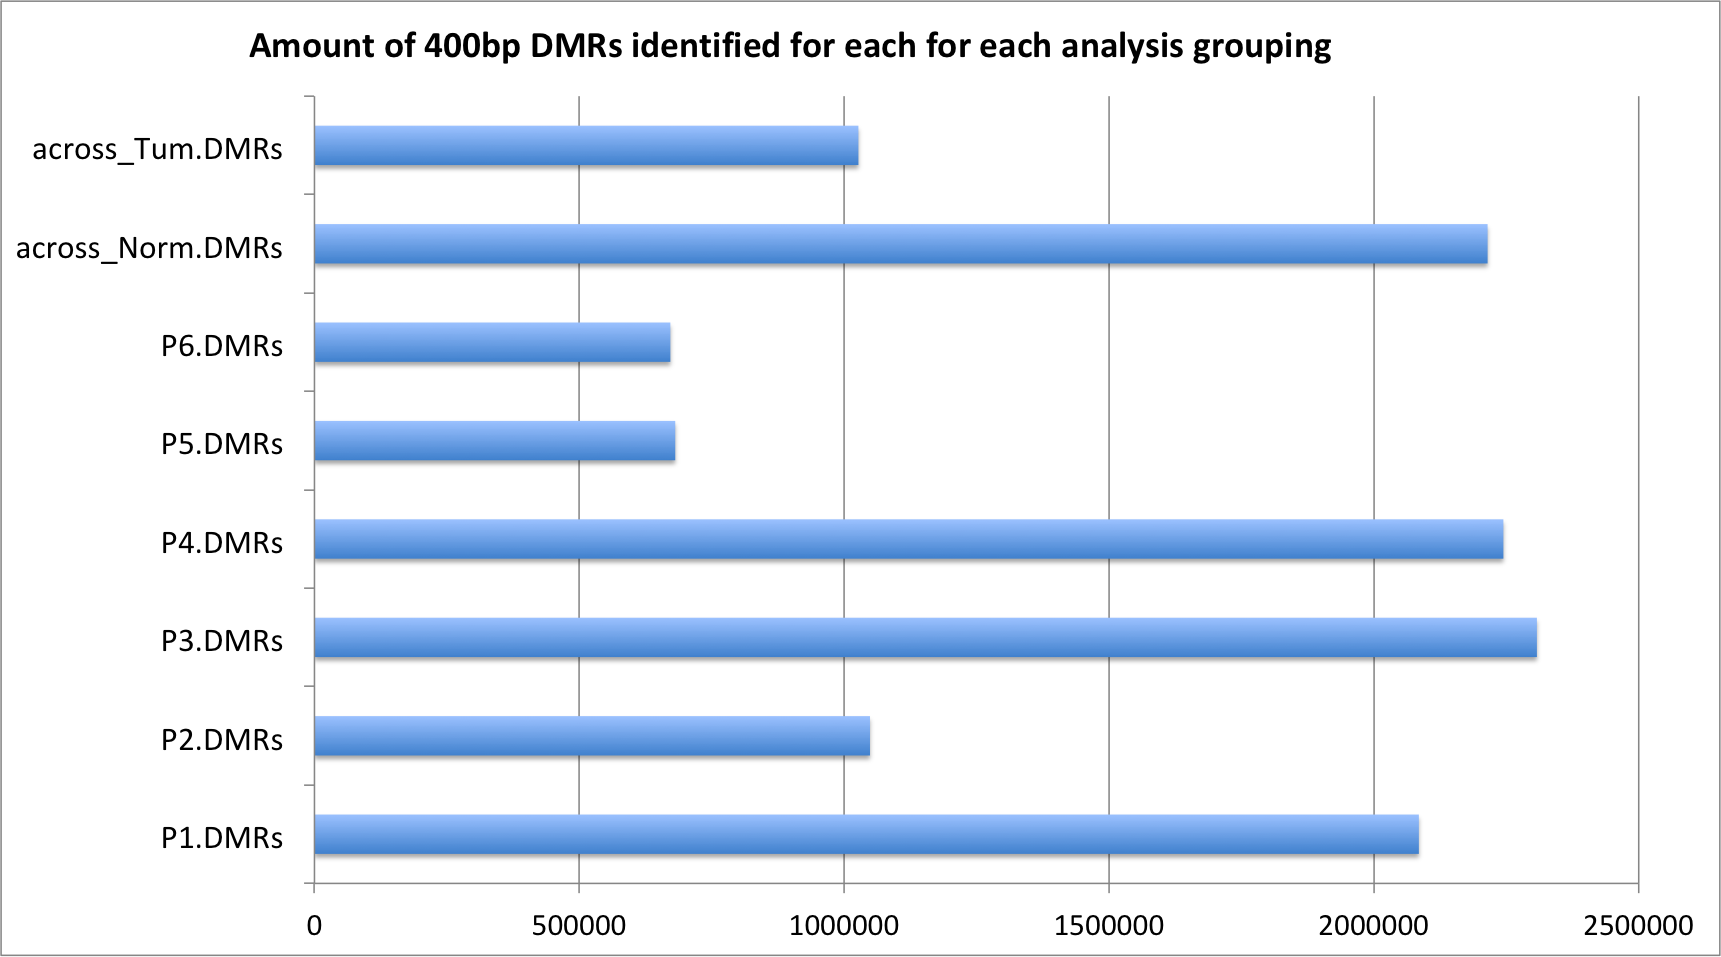 Amount of 400bp DMRs identified for each for each analysis grouping
across_Tum.DMRs
across_Norm.DMRs
P6.DMRs
P5.DMRs
P4.DMRs
P3.DMRs
P2.DMRs
P1.DMRs
0 500000 1000000 1500000 2000000 2500000